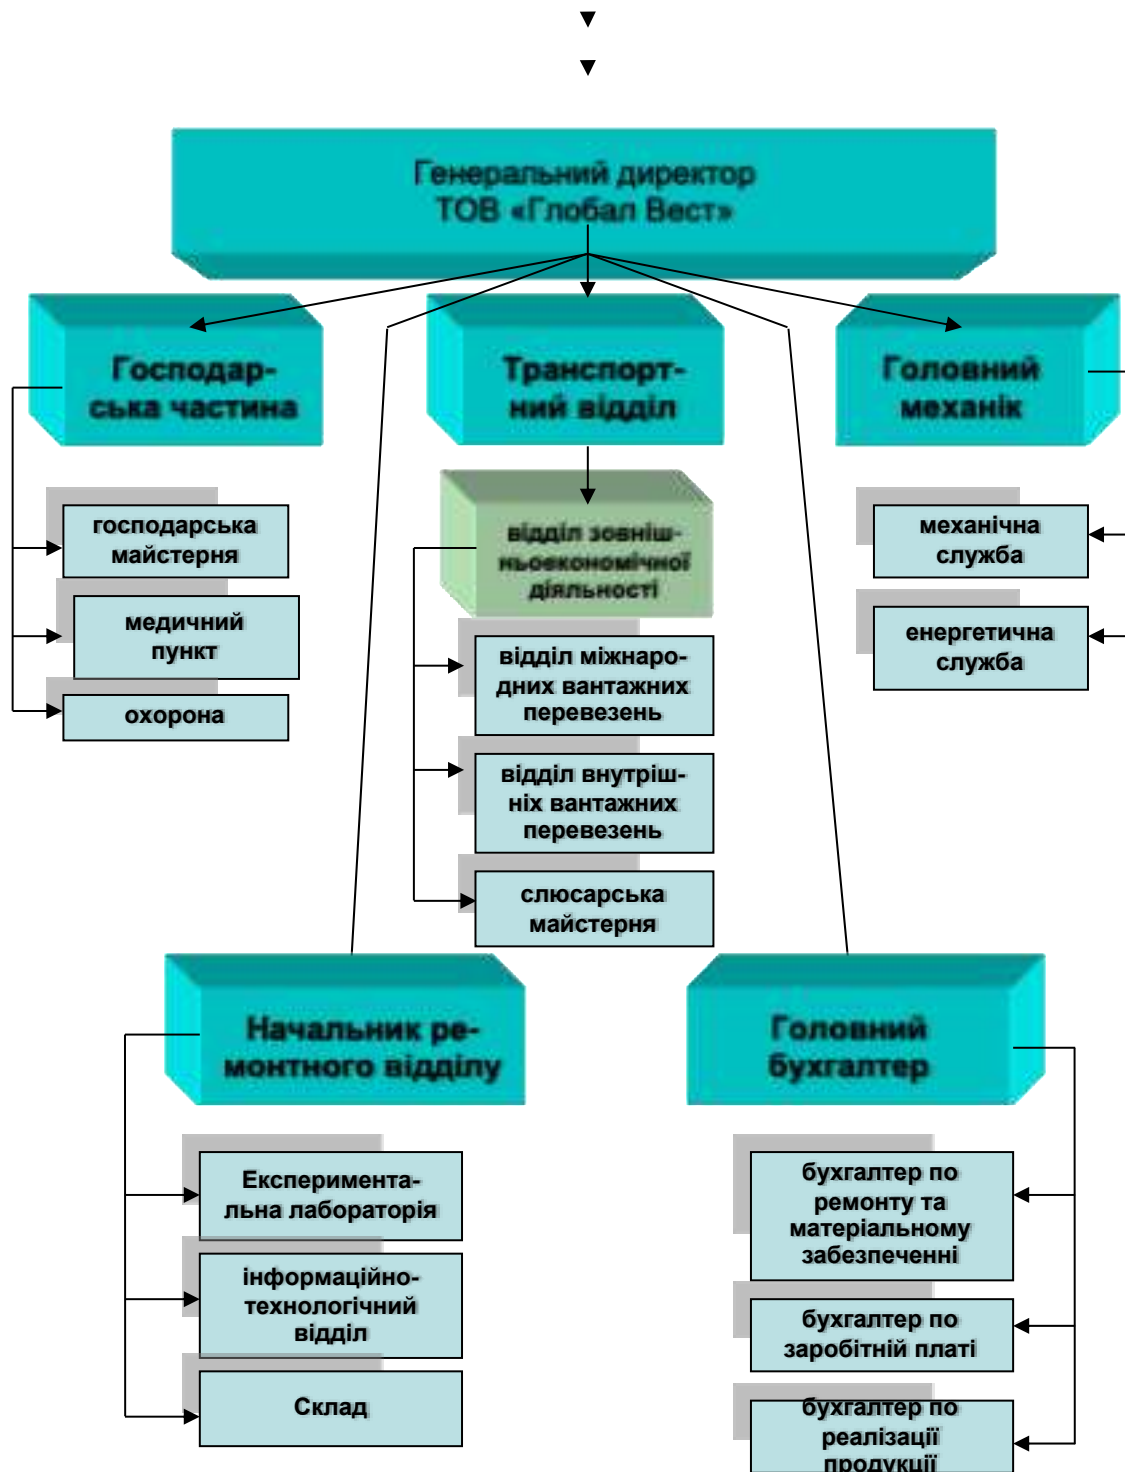 Генеральний директор
ТОВ «Глобал Вест»
Господар-
ська частина
Транспорт-
ний відділ
Головний
механік
господарська
майстерня
медичний
пункт
охорона
відділ зовніш-
ньоекономічної
діяльності
відділ міжнаро-
дних вантажних
перевезень
відділ внутріш-
ніх вантажних
перевезень
слюсарська
майстерня
механічна
служба
енергетична
служба
Начальник ре-
монтного відділу
Експеримента-
льна лабораторія
інформаційно-
технологічний
відділ
Склад
Головний
бухгалтер
бухгалтер по
ремонту та
матеріальному
забезпеченні
бухгалтер по
заробітній платі
бухгалтер по
реалізації
продукції